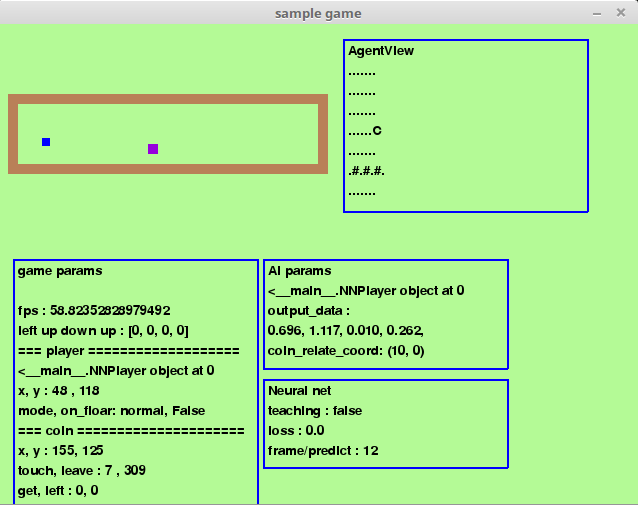 sample game
AgentView
.......
.......
.......
......C
.......
.#.#.#.
.......
game params
fps : 58.82352828979492
left up down up : [0, 0, 0, 0]
=== player ===================
<__main__.NNPlayer object at 0
x, y : 48 , 118
mode, on_floar: normal, False
=== coin =====================
x, y : 155, 125
touch, leave : 7 , 309
get, left : 0, 0
AI params
<__main__.NNPlayer object at 0
output_data :
0.696, 1.117, 0.010, 0.262,
coin_relate_coord: (10, 0)
Neural net
teaching : false
loss : 0.0
frame/predict : 12